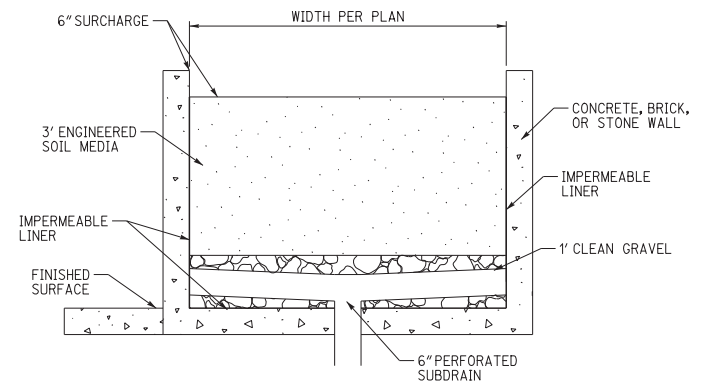 WIDTH PER PLAN
6" SURCHARGE
CONCRETE, BRICK,
OR STONE WALL
3' ENGINEERED
SOIL MEDIA
IMPERMEABLE
LINER
IMPERMEABLE
LINER
1' CLEAN GRAVEL
FINISHED
SURFACE
6" PERFORATED
SUBDRAIN